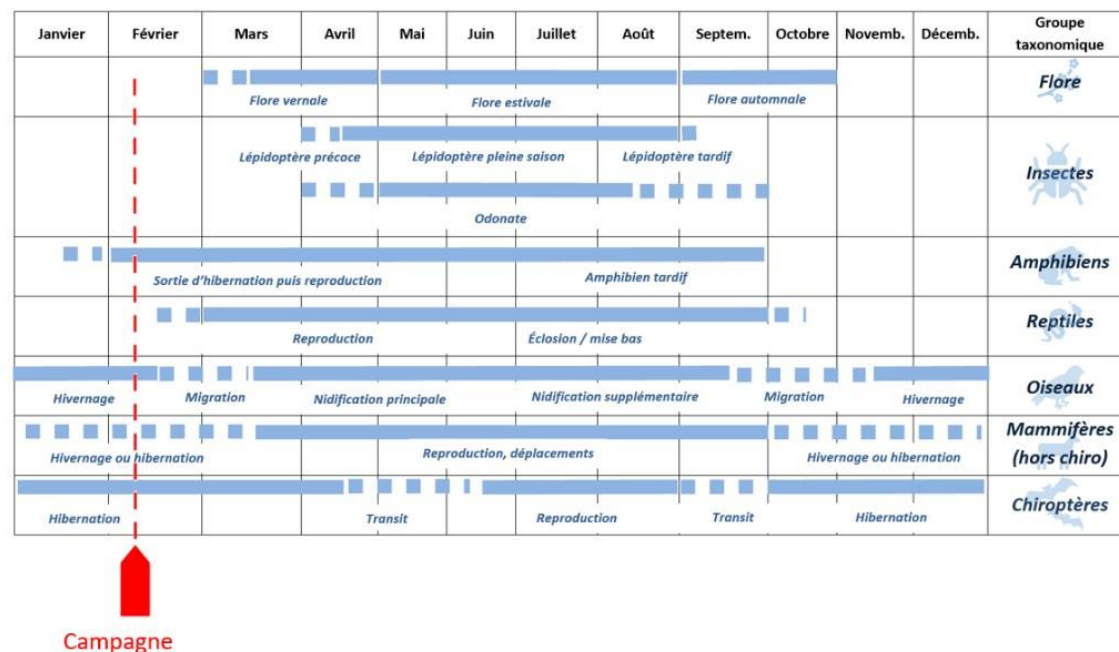 Janvier Février Mars Avril Mai Juin Juillet Août Septem. Octobre Novemb. Décemb. Groupe taxonomique
Flore
Flore vernale Flore estivale Flore automnale
Lépidoptère précoce Lépidoptère pleine saison Lépidoptère tardif
Insectes
Odonate
Amphibiens
Sortie d'hibernation puis reproduction Amphibien tardif
Reptiles
Reproduction Éclosion / mise bas
Oiseaux
Hivernage Migration Nidification principale Nidification supplémentaire Migration Hivernage
Mammifères
(hors chiro)
Hivernage ou hibernation Reproduction, déplacements Hivernage ou hibernation
Chiroptères
Hibernation Transit Reproduction Transit Hibernation
Campagne